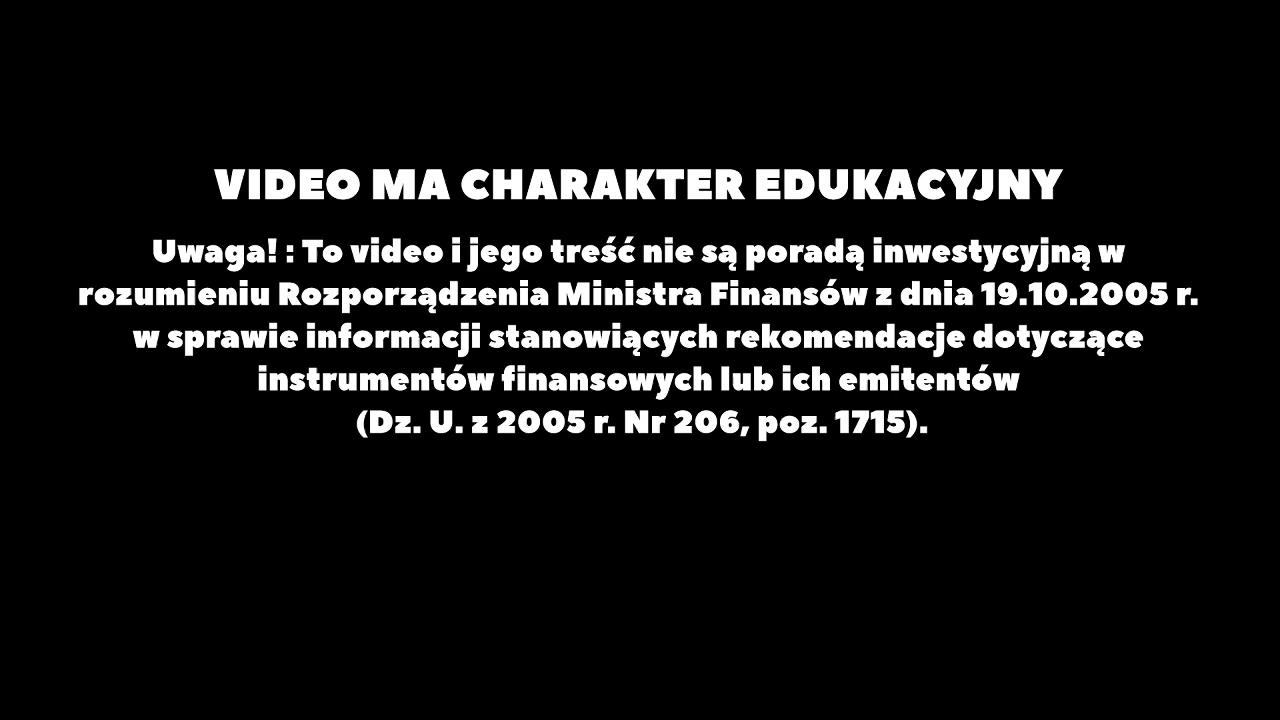 VIDEO MA CHARAKTER EDUKACYJNY
Uwaga! : To video i jego treść nie są poradą inwestycyjną w
rozumieniu Rozporządzenia Ministra Finansów z dnia 19.10.2005 r.
w sprawie informacji stanowiących rekomendacje dotyczące
instrumentów finansowych lub ich emitentów
(Dz. U. z 2005 r. Nr 206, poz. 1715).